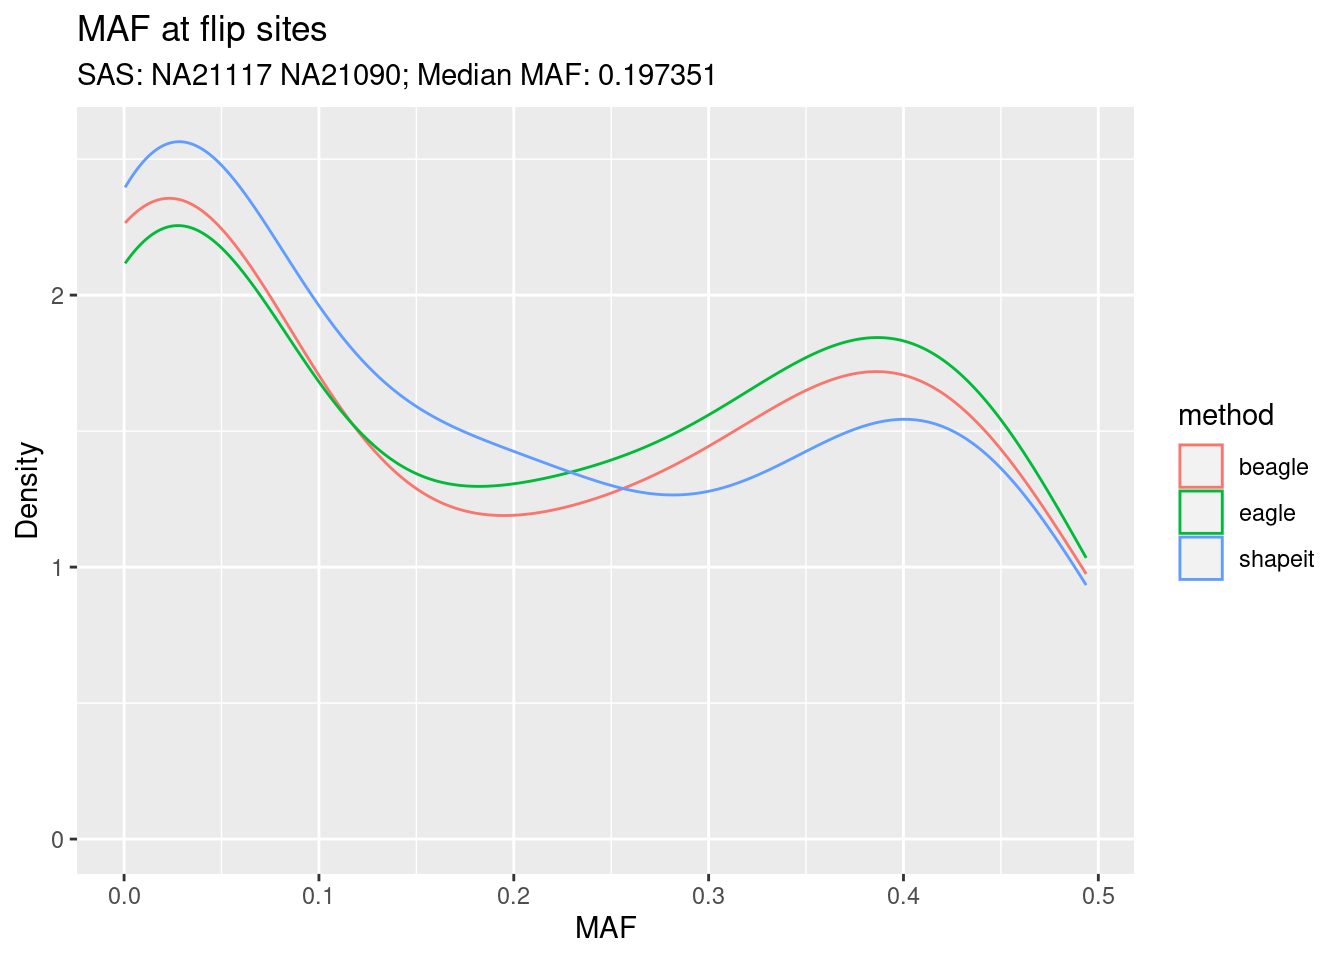 MAF at flip sites
SAS: NA21117 NA21090; Median MAF: 0.197351
Density
2
1
0
0.0 0.1 0.2 0.3 0.4 0.5
MAF
method
beagle
eagle
shapeit